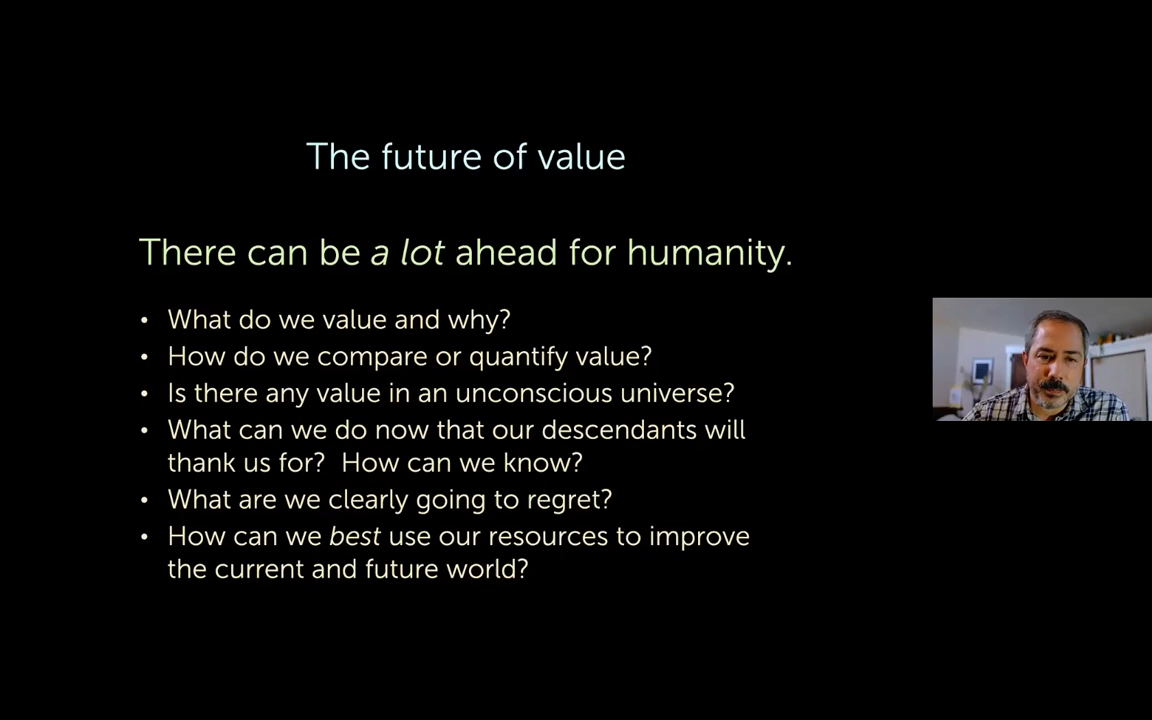 The future of value
There can be a lot ahead for humanity.
• What do we value and why?
• How do we compare or quantify value?
• Is there any value in an unconscious universe?
• What can we do now that our descendants will
thank us for?  How can we know?
• What are we clearly going to regret?
• How can we best use our resources to improve
the current and future world?